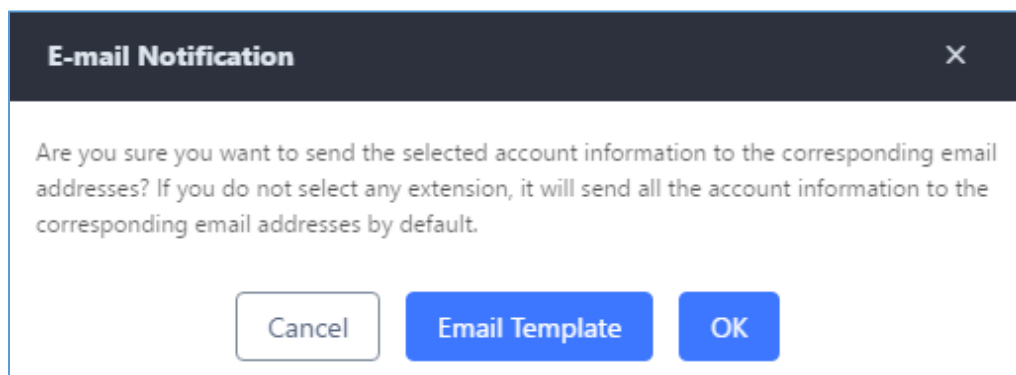 E-mail Notification
Are you sure you want to send the selected account information to the corresponding email
addresses? If you do not select any extension, it will send all the account information to the
corresponding email addresses by default.
Cancel Email Template OK